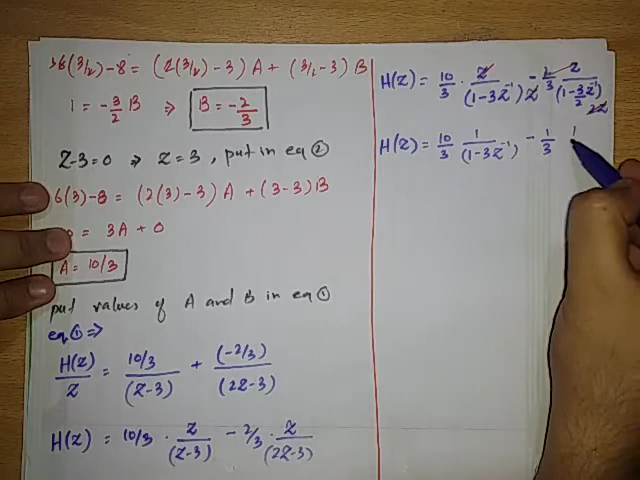 6(3/2)-8 = (2(3/2)-3) A + (3/2-3) B
1 = -3/2 B ⇒ B = -2/3
Z-3=0 ⇒ Z=3, put in eq ②
6(3)-8 = (2(3)-3) A + (3-3) B
= 3A + 0
A = 10/3
put values of A and B in eq ①
eq ① ⇒
H(Z)/Z = 10/3/(Z-3) + (-2/3)/(2Z-3)
H(Z) = 10/3 · Z/(Z-3) - 2/3 · Z/(2Z-3)
H(Z) = 10/3 · Z/(1-3Z⁻¹)Z - 2/3 Z/(1-3/2 Z⁻¹) 2Z
H(Z) = 10/3 1/(1-3Z⁻¹) - 1/3 1